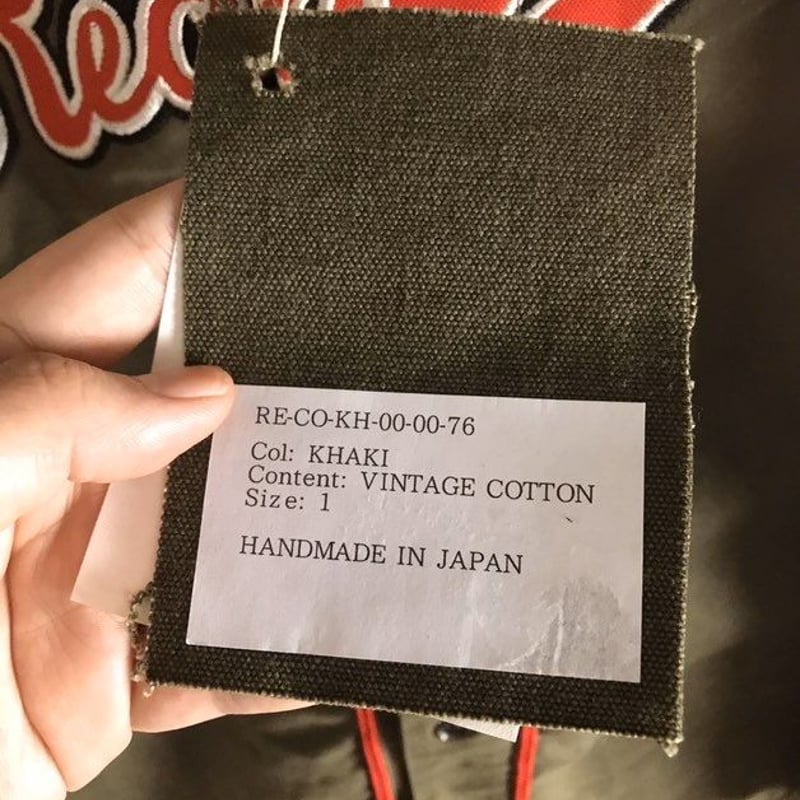 RE-CO-KH-00-00-76
Col: KHAKI
Content: VINTAGE COTTON
Size: 1
HANDMADE IN JAPAN